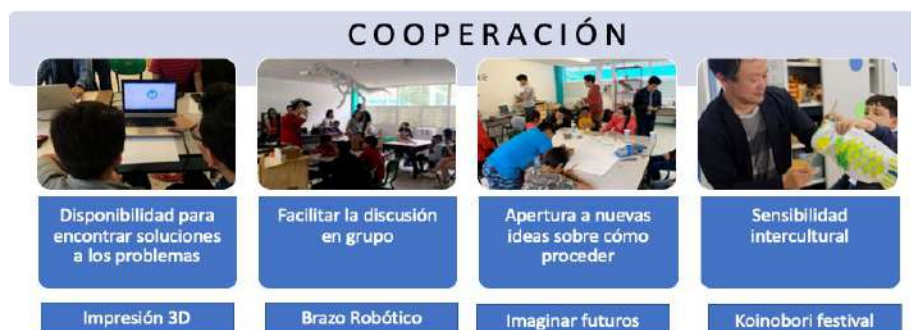 COOPERACIÓN
Disponibilidad para
encontrar soluciones
a los problemas
Facilitar la discusión
en grupo
Apertura a nuevas
ideas sobre cómo
proceder
Sensibilidad
intercultural
Impresión 3D
Brazo Robótico
Imaginar futuros
Koinobori festival